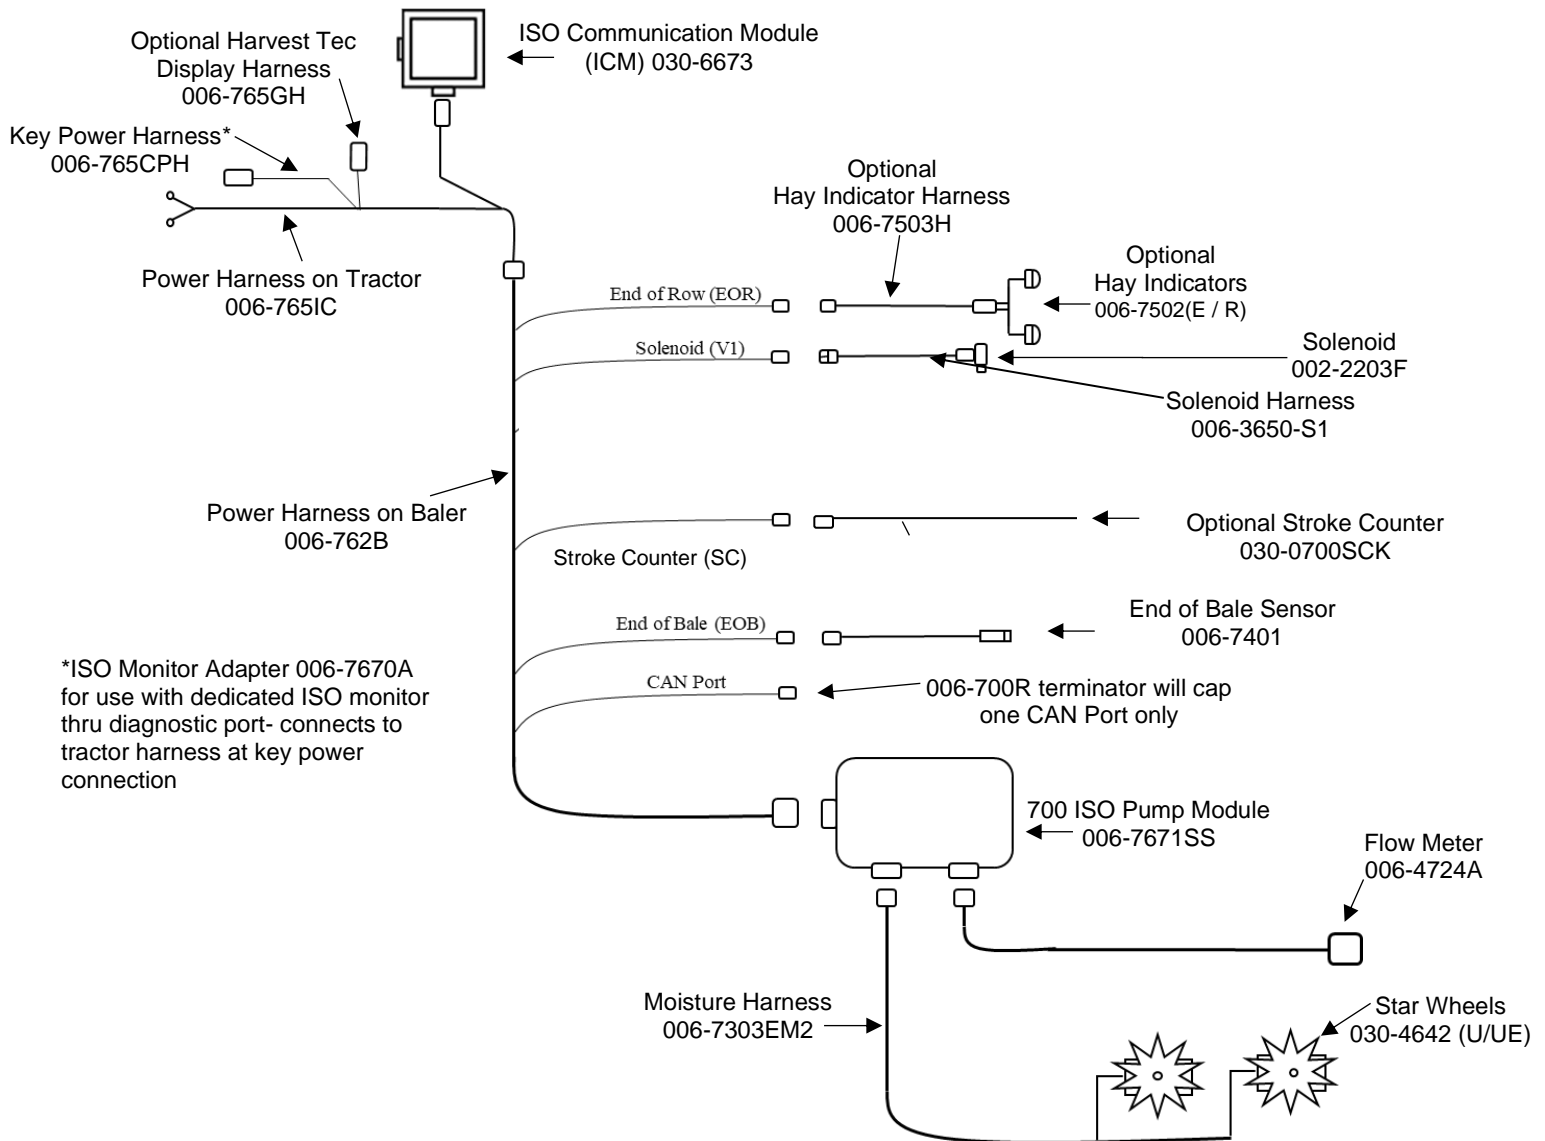 ISO Communication Module
(ICM) 030-6673
Optional Harvest Tec
Display Harness
006-765GH
Key Power Harness*
006-765CPH
Power Harness on Tractor
006-765IC
Optional
Hay Indicator Harness
006-7503H
Optional
Hay Indicators
006-7502(E / R)
End of Row (EOR)
Solenoid (V1)
Solenoid
002-2203F
Solenoid Harness
006-3650-S1
Power Harness on Baler
006-762B
Stroke Counter (SC)
Optional Stroke Counter
030-0700SCK
End of Bale (EOB)
End of Bale Sensor
006-7401
CAN Port
006-700R terminator will cap
one CAN Port only
*ISO Monitor Adapter 006-7670A
for use with dedicated ISO monitor
thru diagnostic port- connects to
tractor harness at key power
connection
700 ISO Pump Module
006-7671SS
Flow Meter
006-4724A
Moisture Harness
006-7303EM2
Star Wheels
030-4642 (U/UE)